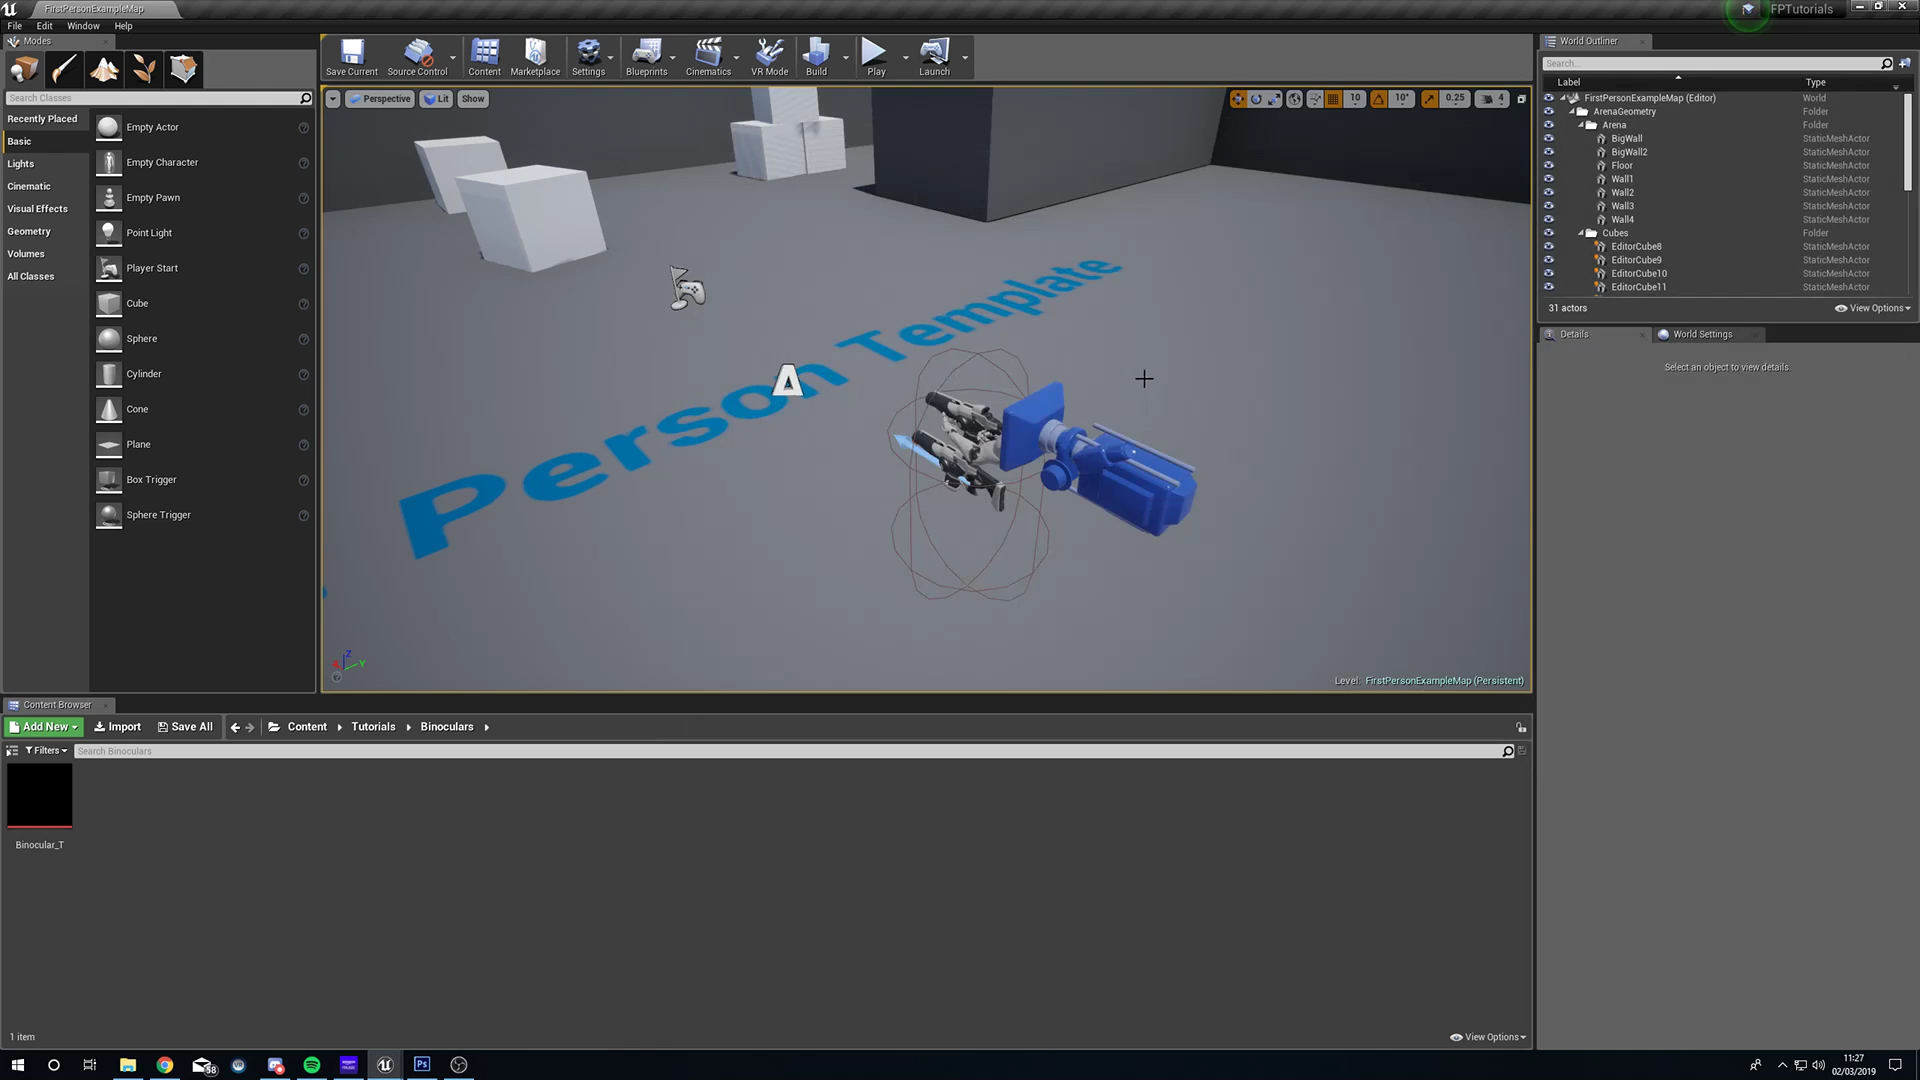 FirstPersonExampleMap
FPTutorials
File Edit Window Help
Modes
Search Classes
Recently Placed
Basic
Lights
Cinematic
Visual Effects
Geometry
Volumes
All Classes
Empty Actor
Empty Character
Empty Pawn
Point Light
Player Start
Cube
Sphere
Cylinder
Cone
Plane
Box Trigger
Sphere Trigger
Save Current
Source Control
Content
Marketplace
Settings
Blueprints
Cinematics
VR Mode
Build
Play
Launch
Perspective Lit Show
10 10° 0.25 4
Person Template
Level: FirstPersonExampleMap (Persistent)
World Outliner
Search...
Label Type
FirstPersonExampleMap (Editor) World
ArenaGeometry Folder
Arena Folder
BigWall StaticMeshActor
BigWall2 StaticMeshActor
Floor StaticMeshActor
Wall1 StaticMeshActor
Wall2 StaticMeshActor
Wall3 StaticMeshActor
Wall4 StaticMeshActor
Cubes Folder
EditorCube8 StaticMeshActor
EditorCube9 StaticMeshActor
EditorCube10 StaticMeshActor
EditorCube11 StaticMeshActor
31 actors View Options
Details World Settings
Select an object to view details.
Content Browser
Add New Import Save All Content Tutorials Binoculars
Filters Search Binoculars
Binocular_T
1 item View Options
58
Ps
11:27
02/03/2019